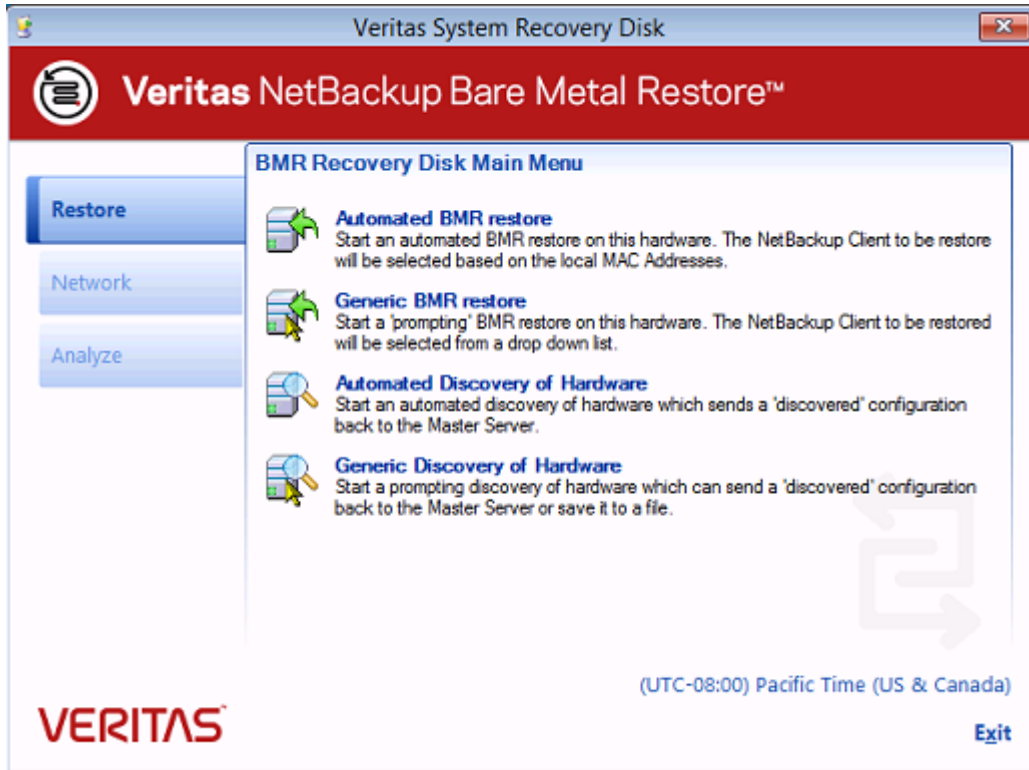 Veritas System Recovery Disk
Veritas NetBackup Bare Metal Restore™
BMR Recovery Disk Main Menu
Restore
Network
Analyze
Automated BMR restore
Start an automated BMR restore on this hardware. The NetBackup Client to be restore
will be selected based on the local MAC Addresses.
Generic BMR restore
Start a 'prompting' BMR restore on this hardware. The NetBackup Client to be restored
will be selected from a drop down list.
Automated Discovery of Hardware
Start an automated discovery of hardware which sends a 'discovered' configuration
back to the Master Server.
Generic Discovery of Hardware
Start a prompting discovery of hardware which can send a 'discovered' configuration
back to the Master Server or save it to a file.
(UTC-08:00) Pacific Time (US & Canada)
VERITAS
Exit